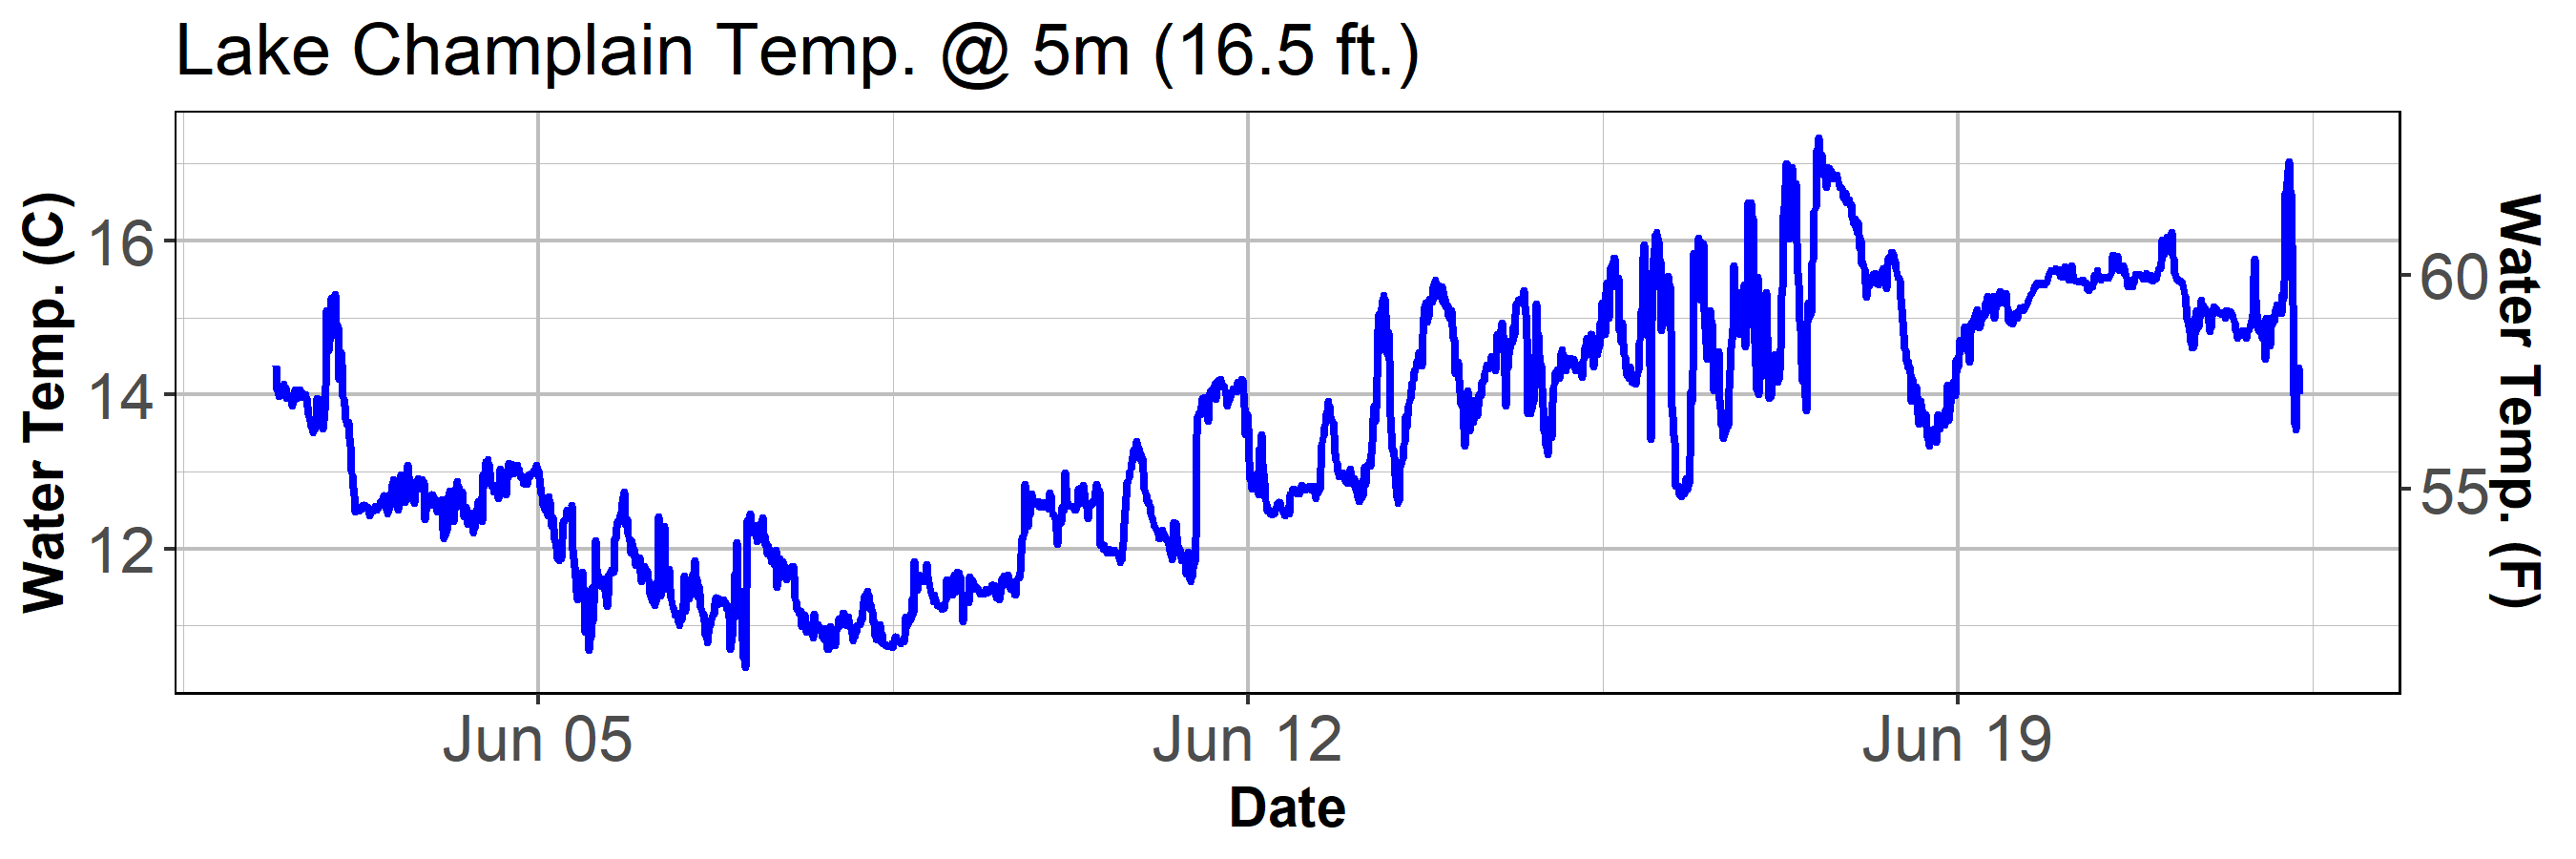 Lake Champlain Temp. @ 5m (16.5 ft.)
Water Temp. (C)
16
14
12
60
55
Water Temp. (F)
Jun 05
Jun 12
Jun 19
Date